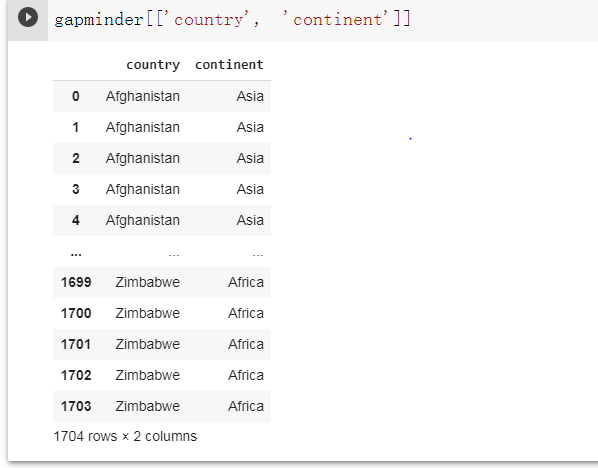 gapminder[['country', 'continent']]
country continent
0 Afghanistan Asia
1 Afghanistan Asia
2 Afghanistan Asia
3 Afghanistan Asia
4 Afghanistan Asia
... ... ...
1699 Zimbabwe Africa
1700 Zimbabwe Africa
1701 Zimbabwe Africa
1702 Zimbabwe Africa
1703 Zimbabwe Africa
1704 rows × 2 columns